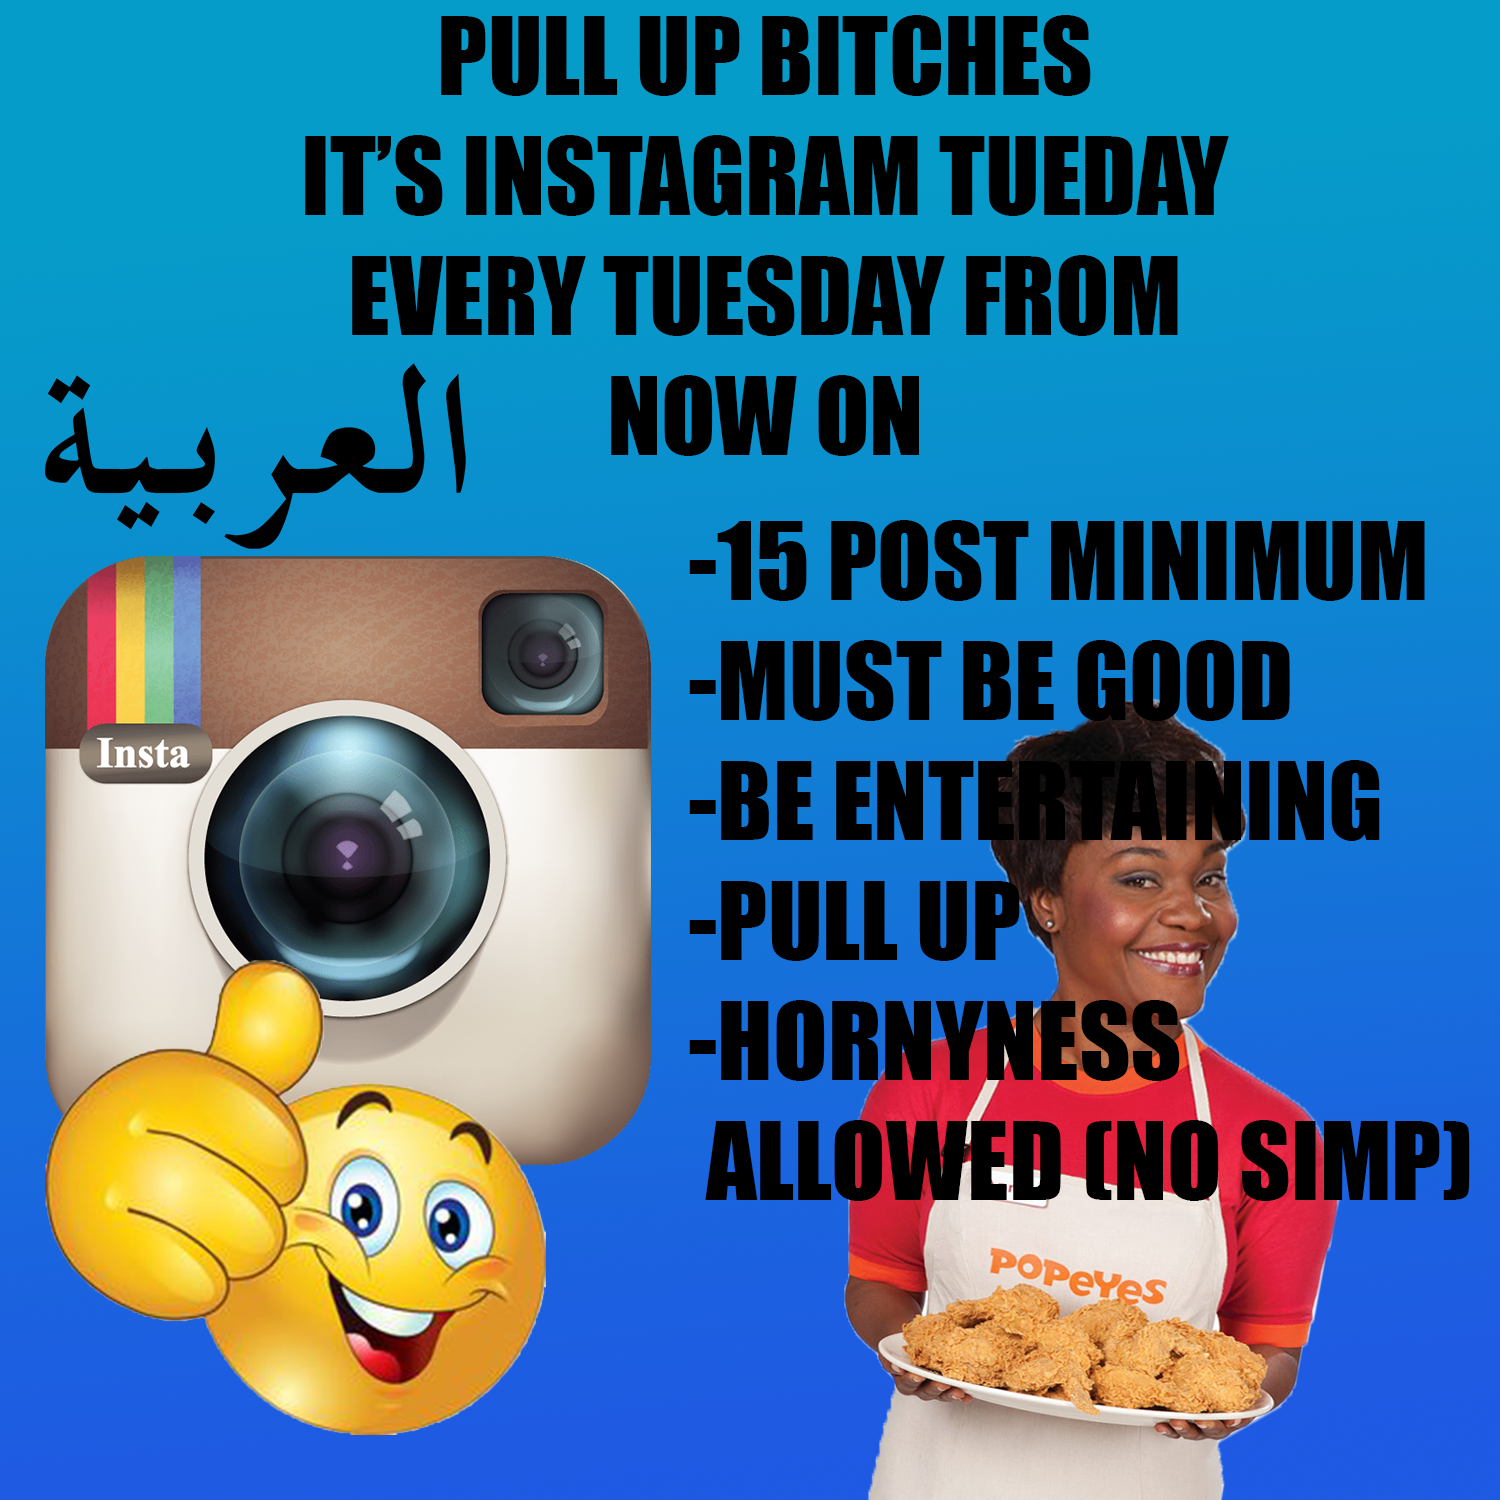 PULL UP BITCHES
IT’S INSTAGRAM TUEDAY
EVERY TUESDAY FROM
NOW ON
العربية
-15 POST MINIMUM
-MUST BE GOOD
-BE ENTERTAINING
-PULL UP
-HORNYNESS
ALLOWED (NO SIMP)
Insta
POPeYes